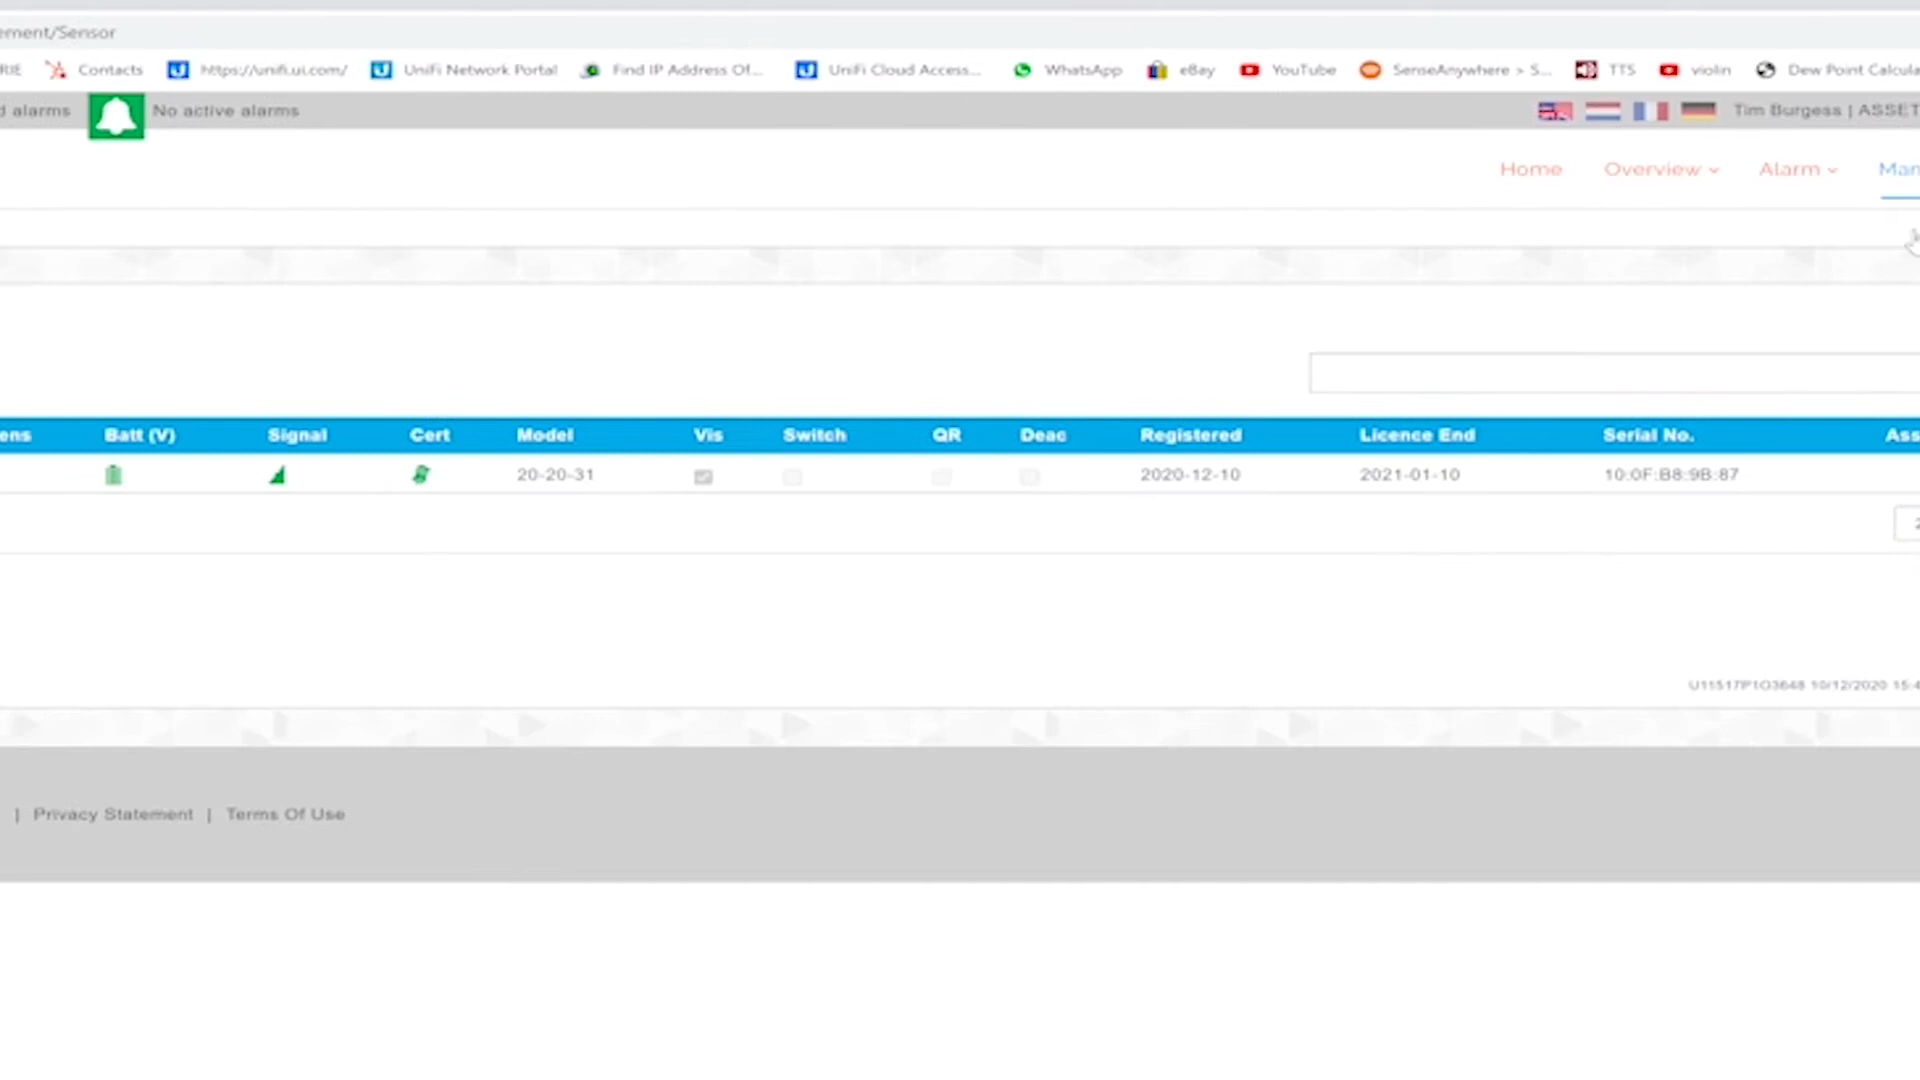 ement/Sensor
RIE Contacts https://unifi.ui.com/ UniFi Network Portal Find IP Address Of... UniFi Cloud Access... WhatsApp eBay YouTube SenseAnywhere > S... TTS violin Dew Point Calcula
d alarms No active alarms Tim Burgess | ASSET
Home Overview Alarm Man
ens Batt (V) Signal Cert Model Vis Switch QR Deac Registered Licence End Serial No. Ass
20-20-31 2020-12-10 2021-01-10 10:0F:B8:9B:87
2
U11517P1O3648 10/12/2020 15:4
| Privacy Statement | Terms Of Use